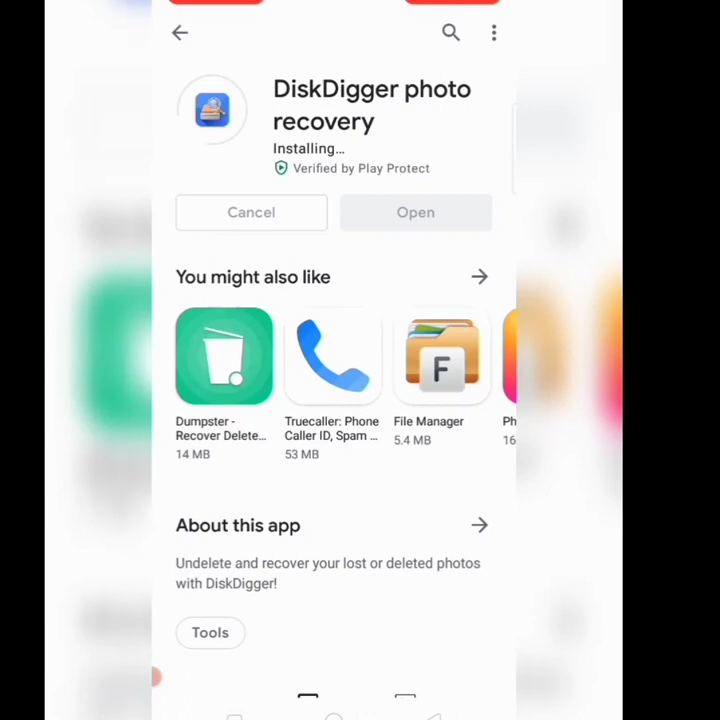 DiskDigger photo
recovery
Installing...
Verified by Play Protect
Cancel
Open
You might also like
F
Dumpster -
Recover Delete...
14 MB
Truecaller: Phone
Caller ID, Spam ...
53 MB
File Manager
5.4 MB
Ph
16
About this app
Undelete and recover your lost or deleted photos
with DiskDigger!
Tools